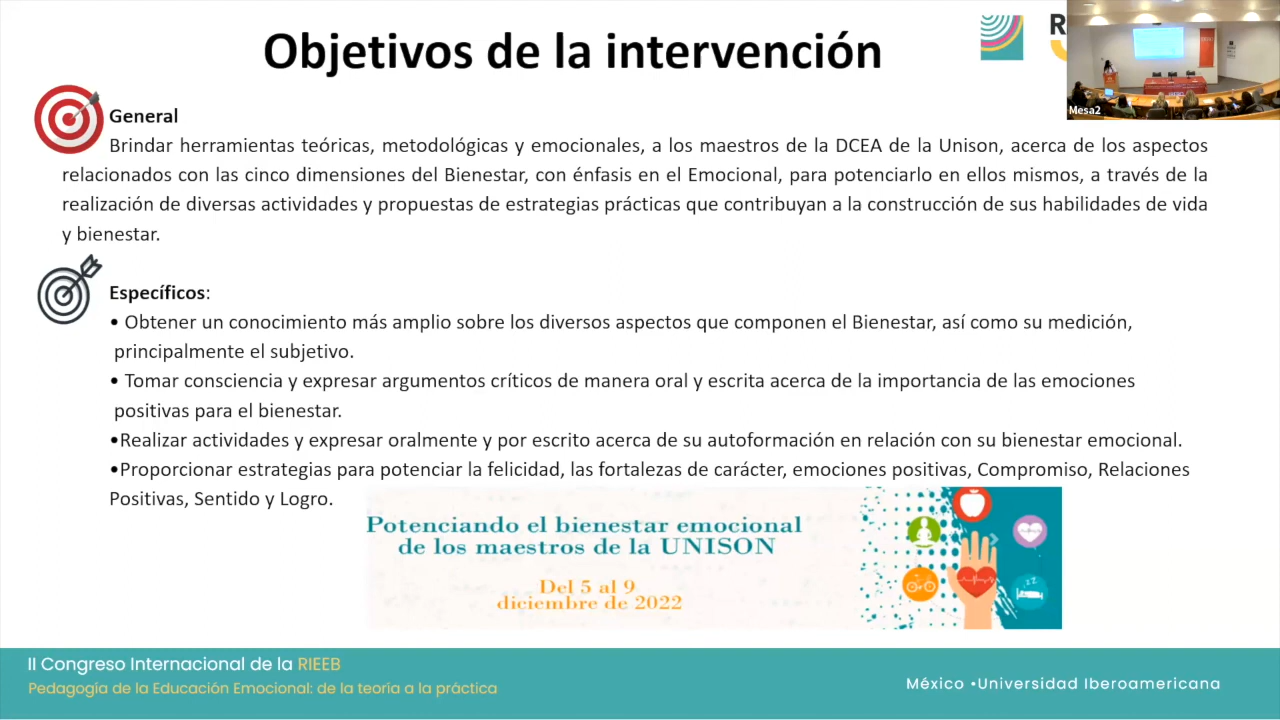 Objetivos de la intervención
R
Mesa2
General
Brindar herramientas teóricas, metodológicas y emocionales, a los maestros de la DCEA de la Unison, acerca de los aspectos
relacionados con las cinco dimensiones del Bienestar, con énfasis en el Emocional, para potenciarlo en ellos mismos, a través de la
realización de diversas actividades y propuestas de estrategias prácticas que contribuyan a la construcción de sus habilidades de vida
y bienestar.
Específicos:
• Obtener un conocimiento más amplio sobre los diversos aspectos que componen el Bienestar, así como su medición,
principalmente el subjetivo.
• Tomar consciencia y expresar argumentos críticos de manera oral y escrita acerca de la importancia de las emociones
positivas para el bienestar.
•Realizar actividades y expresar oralmente y por escrito acerca de su autoformación en relación con su bienestar emocional.
•Proporcionar estrategias para potenciar la felicidad, las fortalezas de carácter, emociones positivas, Compromiso, Relaciones
Positivas, Sentido y Logro.
Potenciando el bienestar emocional
de los maestros de la UNISON
Del 5 al 9
diciembre de 2022
II Congreso Internacional de la RIEEB
Pedagogía de la Educación Emocional: de la teoría a la práctica
México •Universidad Iberoamericana